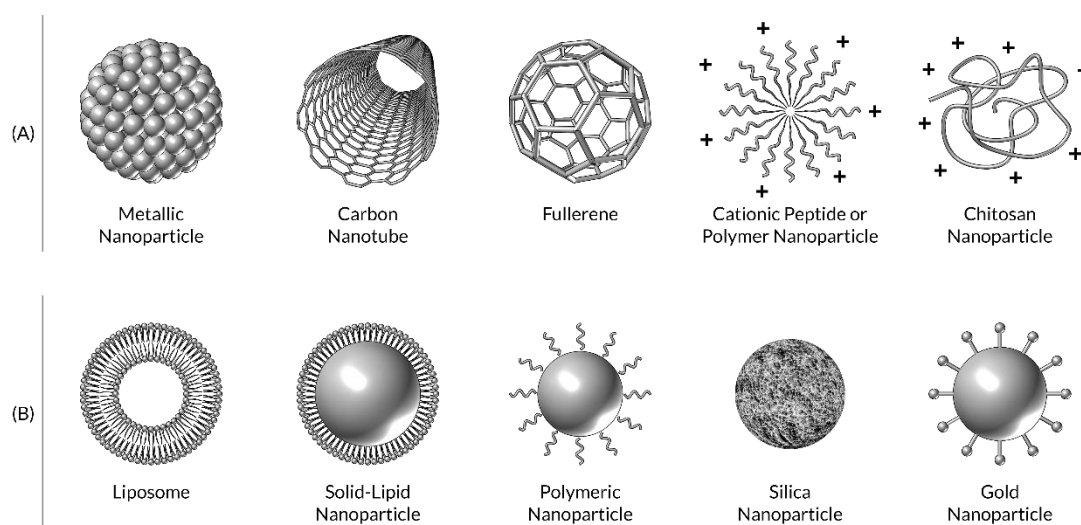 (A)
Metallic
Nanoparticle
Carbon
Nanotube
Fullerene
Cationic Peptide or
Polymer Nanoparticle
Chitosan
Nanoparticle
(B)
Liposome
Solid-Lipid
Nanoparticle
Polymeric
Nanoparticle
Silica
Nanoparticle
Gold
Nanoparticle